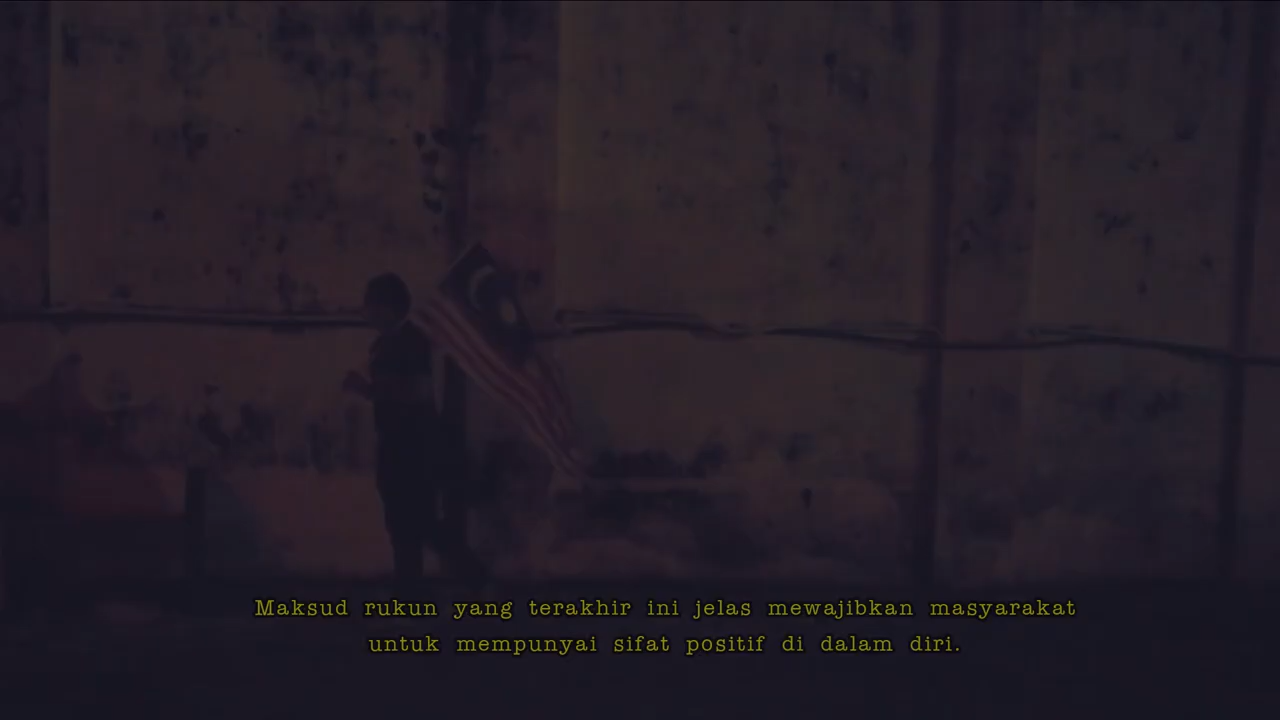 Maksud rukun yang terakhir ini jelas mewajibkan masyarakat
untuk mempunyai sifat positif di dalam diri.